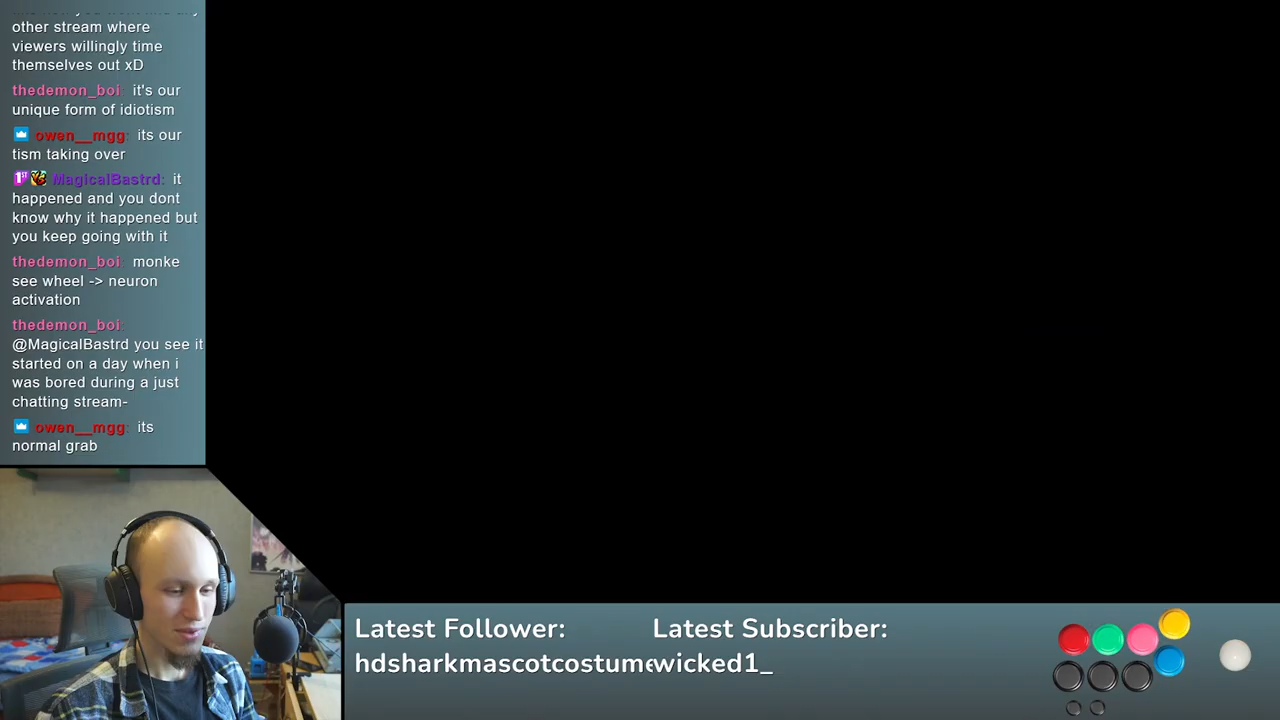 other stream where
viewers willingly time
themselves out xD
thedemon_boi: it's our
unique form of idiotism
owen__mgg: its our
tism taking over
MagicalBastrd: it
happened and you dont
know why it happened but
you keep going with it
thedemon_boi: monke
see wheel -> neuron
activation
thedemon_boi:
@MagicalBastrd you see it
started on a day when i
was bored during a just
chatting stream-
owen__mgg: its
normal grab
Latest Follower:
hdsharkmascotcostume
Latest Subscriber:
wicked1_